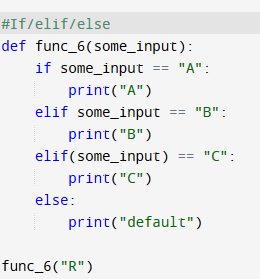 #If/elif/else
def func_6(some_input):
    if some_input == "A":
        print("A")
    elif some_input == "B":
        print("B")
    elif(some_input) == "C":
        print("C")
    else:
        print("default")

func_6("R")